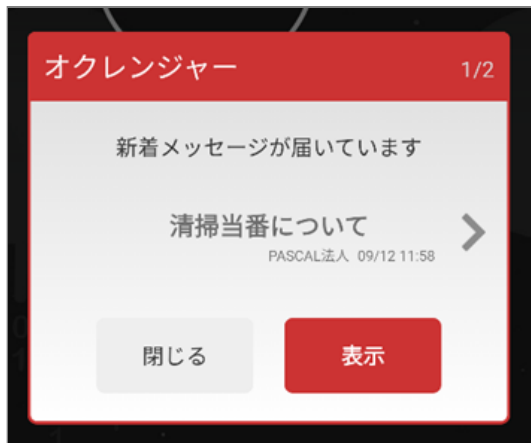 オクレンジャー 1/2
新着メッセージが届いています
清掃当番について
PASCAL法人 09/12 11:58
閉じる 表示